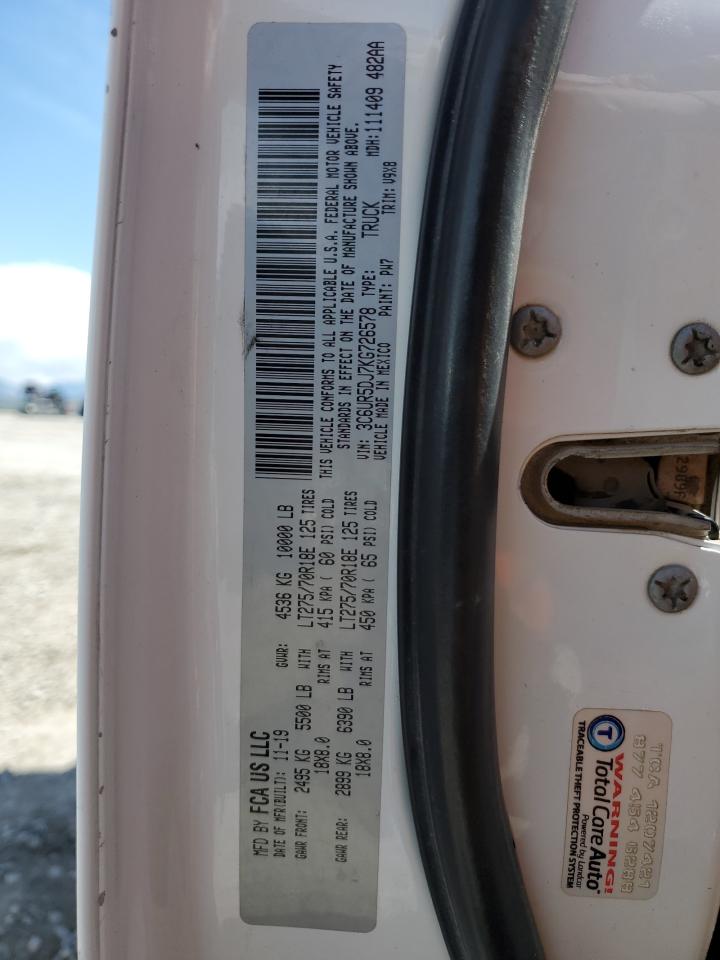 MFD BY FCA US LLC
DATE OF MFR(BUILT): 11-19 GVWR: 4536 KG 10000 LB
GAWR FRONT: 2495 KG 5500 LB WITH LT275/70R18E 125 TIRES
18X8.0 RIMS AT 415 KPA ( 60 PSI) COLD
GAWR REAR: 2899 KG 6390 LB WITH LT275/70R18E 125 TIRES
18X8.0 RIMS AT 450 KPA ( 65 PSI) COLD
THIS VEHICLE CONFORMS TO ALL APPLICABLE U.S.A. FEDERAL MOTOR VEHICLE SAFETY
STANDARDS IN EFFECT ON THE DATE OF MANUFACTURE SHOWN ABOVE.
VIN: 3C6UR5DJ7KG726578 TYPE: TRUCK MDH: 111409 482AA
VEHICLE MADE IN MEXICO PAINT: PW7 TRIM: V9X8
TCA 1207421
877 454 6288
WARNING!
Total Care Auto
Powered by Landcar
TRACEABLE THEFT
PROTECTION SYSTEM